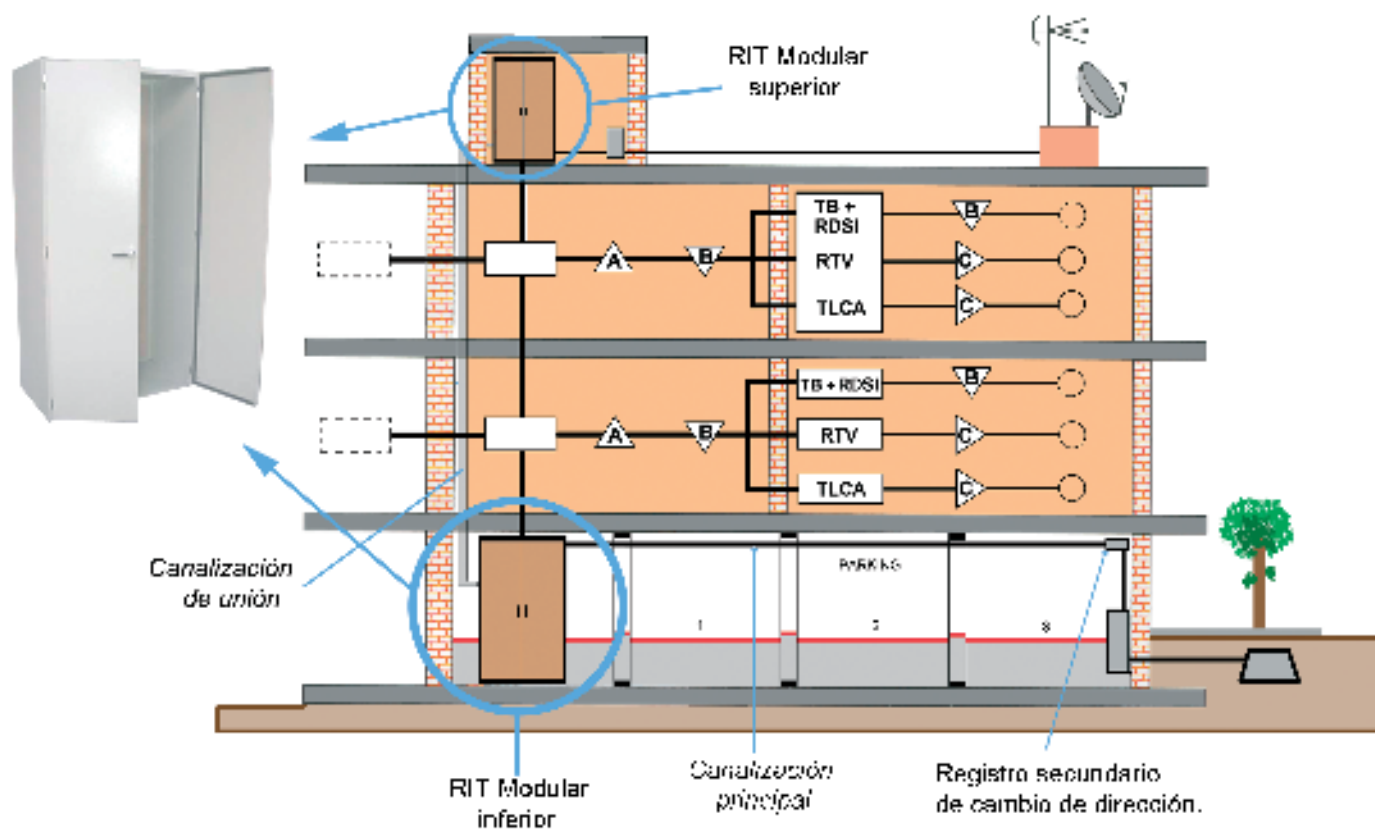 RIT Modular
superior
TB +
RDSI
RTV
TLCA
A
B
B
C
C
TB + RDSI
RTV
TLCA
A
B
B
C
C
Canalización
de unión
PARKING
1
2
3
RIT Modular
inferior
Canalización
principal
Registro secundario
de cambio de dirección.